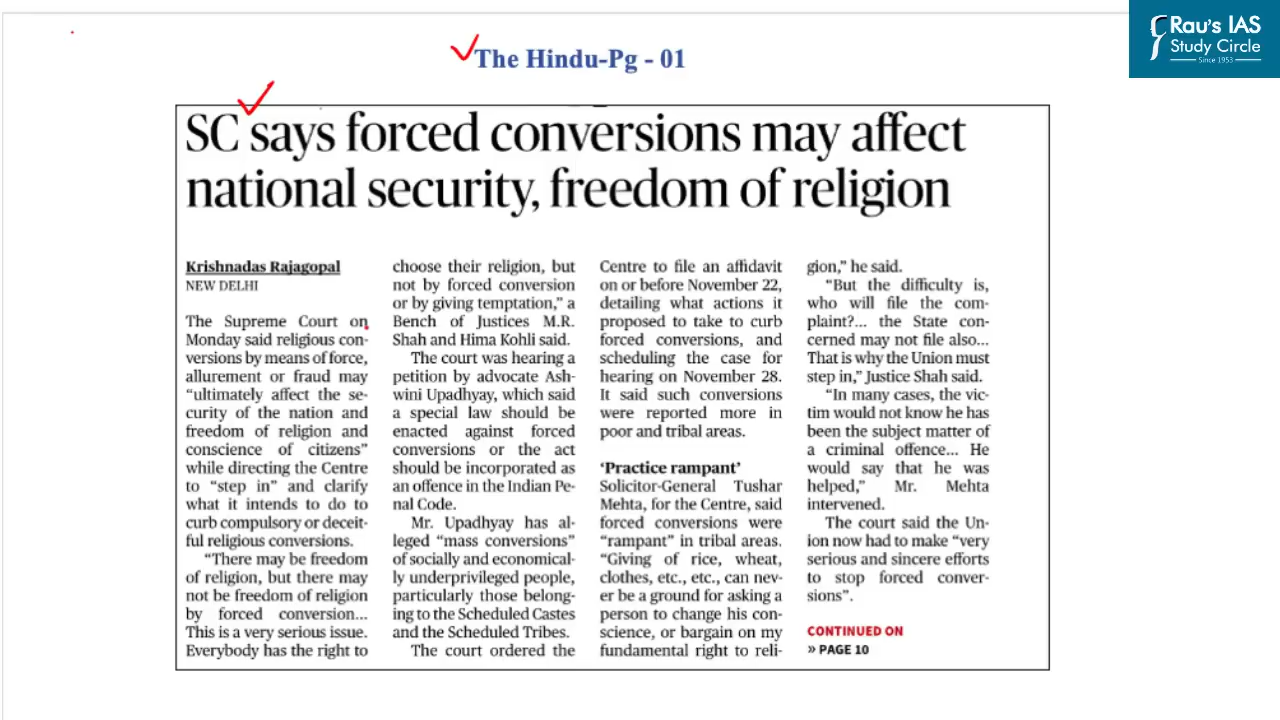 Rau's IAS
Study Circle
Since 1953
The Hindu-Pg - 01
SC says forced conversions may affect
national security, freedom of religion
Krishnadas Rajagopal
NEW DELHI
The Supreme Court on
Monday said religious con-
versions by means of force,
allurement or fraud may
“ultimately affect the se-
curity of the nation and
freedom of religion and
conscience of citizens”
while directing the Centre
to “step in” and clarify
what it intends to do to
curb compulsory or deceit-
ful religious conversions.
“There may be freedom
of religion, but there may
not be freedom of religion
by forced conversion...
This is a very serious issue.
Everybody has the right to
choose their religion, but
not by forced conversion
or by giving temptation,” a
Bench of Justices M.R.
Shah and Hima Kohli said.
The court was hearing a
petition by advocate Ash-
wini Upadhyay, which said
a special law should be
enacted against forced
conversions or the act
should be incorporated as
an offence in the Indian Pe-
nal Code.
Mr. Upadhyay has al-
leged “mass conversions”
of socially and economical-
ly underprivileged people,
particularly those belong-
ing to the Scheduled Castes
and the Scheduled Tribes.
The court ordered the
Centre to file an affidavit
on or before November 22,
detailing what actions it
proposed to take to curb
forced conversions, and
scheduling the case for
hearing on November 28.
It said such conversions
were reported more in
poor and tribal areas.
‘Practice rampant’
Solicitor-General Tushar
Mehta, for the Centre, said
forced conversions were
“rampant” in tribal areas.
“Giving of rice, wheat,
clothes, etc., etc., can nev-
er be a ground for asking a
person to change his con-
science, or bargain on my
fundamental right to reli-
gion,” he said.
“But the difficulty is,
who will file the com-
plaint?... the State con-
cerned may not file also...
That is why the Union must
step in,” Justice Shah said.
“In many cases, the vic-
tim would not know he has
been the subject matter of
a criminal offence... He
would say that he was
helped,” Mr. Mehta
intervened.
The court said the Un-
ion now had to make “very
serious and sincere efforts
to stop forced conver-
sions”.
CONTINUED ON
» PAGE 10